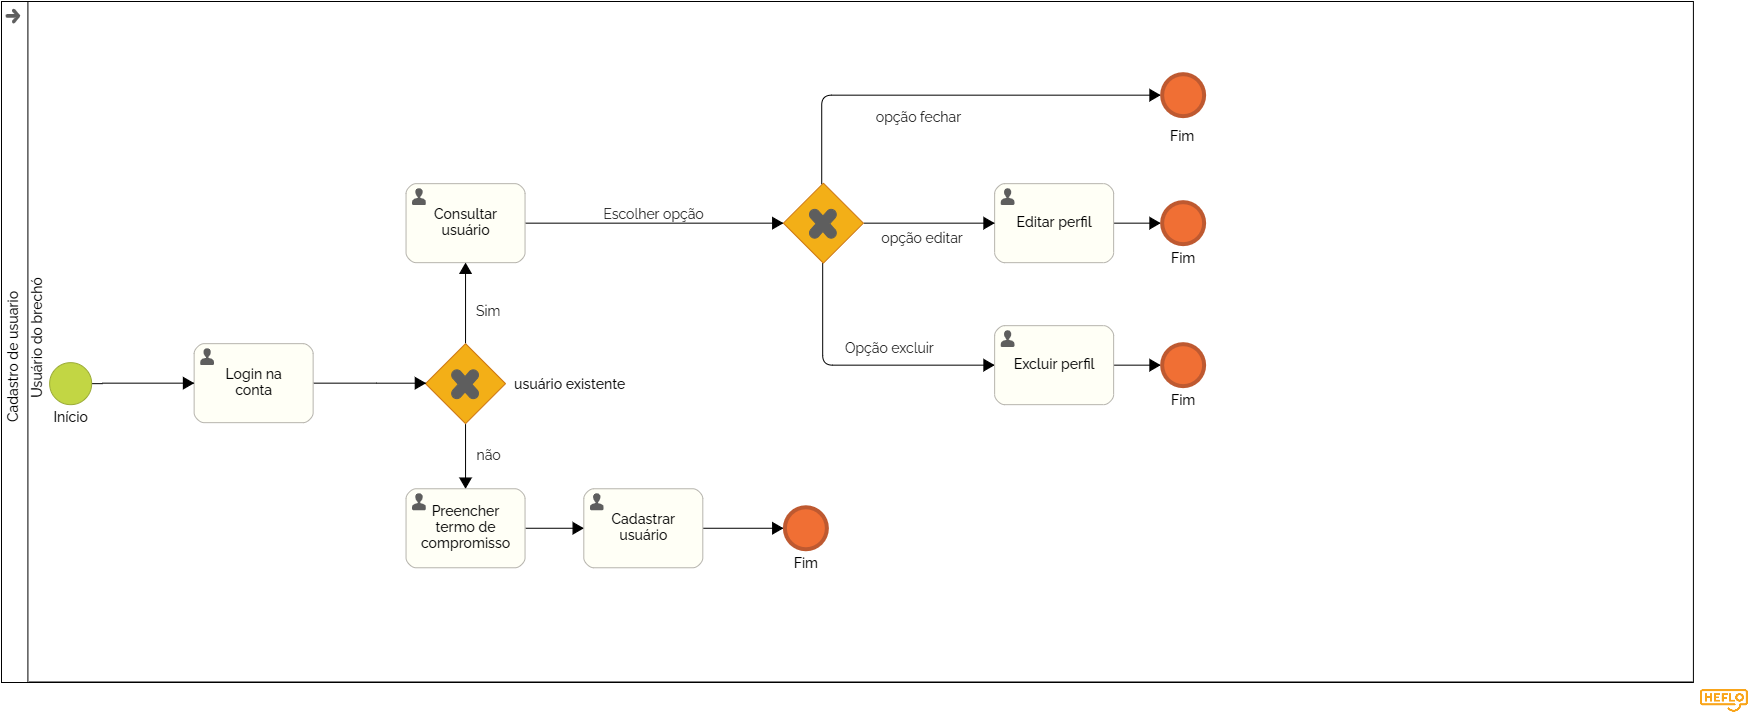 Cadastro de usuario
Usuário do brechó
Início
Login na
conta
usuário existente
Sim
não
Consultar
usuário
Escolher opção
opção fechar
Fim
opção editar
Editar perfil
Fim
Opção excluir
Excluir perfil
Fim
Preencher
termo de
compromisso
Cadastrar
usuário
Fim
HEFLO